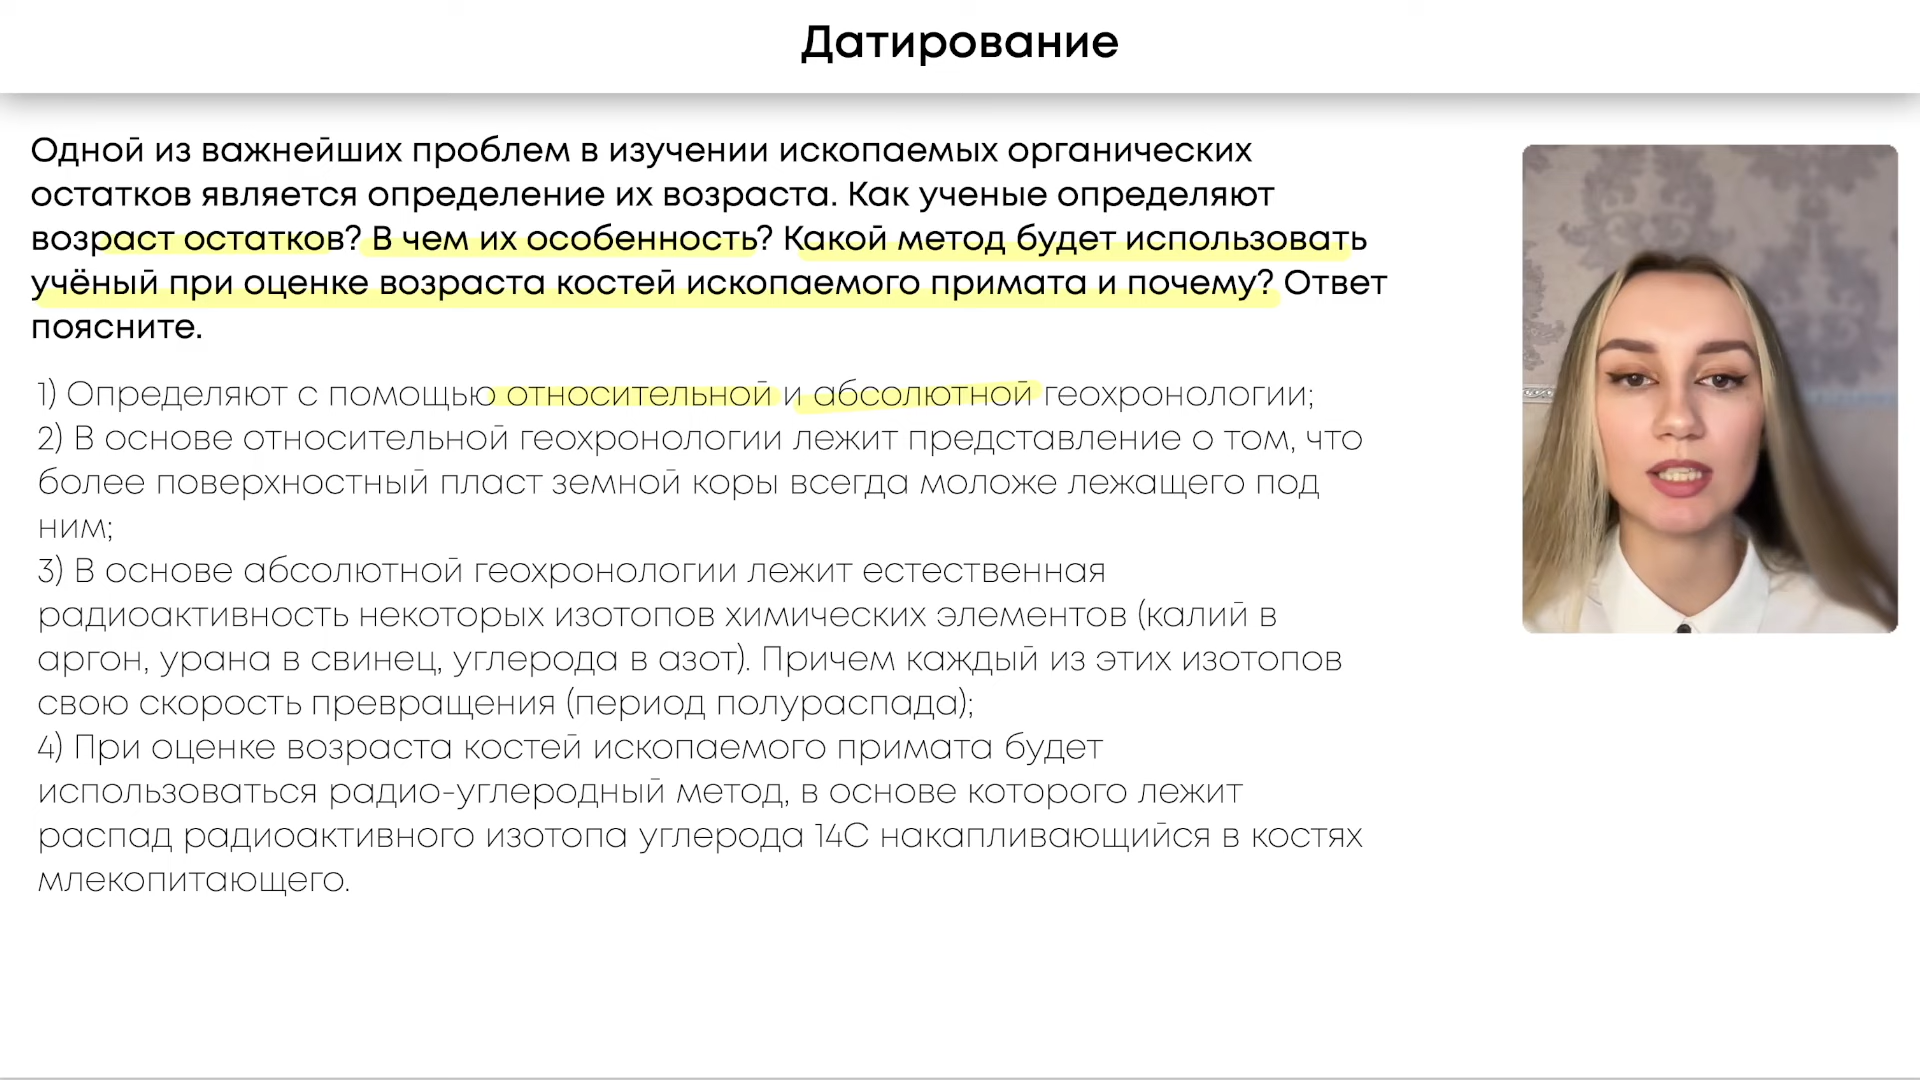 Датирование
Одной из важнейших проблем в изучении ископаемых органических
остатков является определение их возраста. Как ученые определяют
возраст остатков? В чем их особенность? Какой метод будет использовать
учёный при оценке возраста костей ископаемого примата и почему? Ответ
поясните.
1) Определяют с помощью относительной и абсолютной геохронологии;
2) В основе относительной геохронологии лежит представление о том, что
более поверхностный пласт земной коры всегда моложе лежащего под
ним;
3) В основе абсолютной геохронологии лежит естественная
радиоактивность некоторых изотопов химических элементов (калий в
аргон, урана в свинец, углерода в азот). Причем каждый из этих изотопов
свою скорость превращения (период полураспада);
4) При оценке возраста костей ископаемого примата будет
использоваться радио-углеродный метод, в основе которого лежит
распад радиоактивного изотопа углерода 14С накапливающийся в костях
млекопитающего.